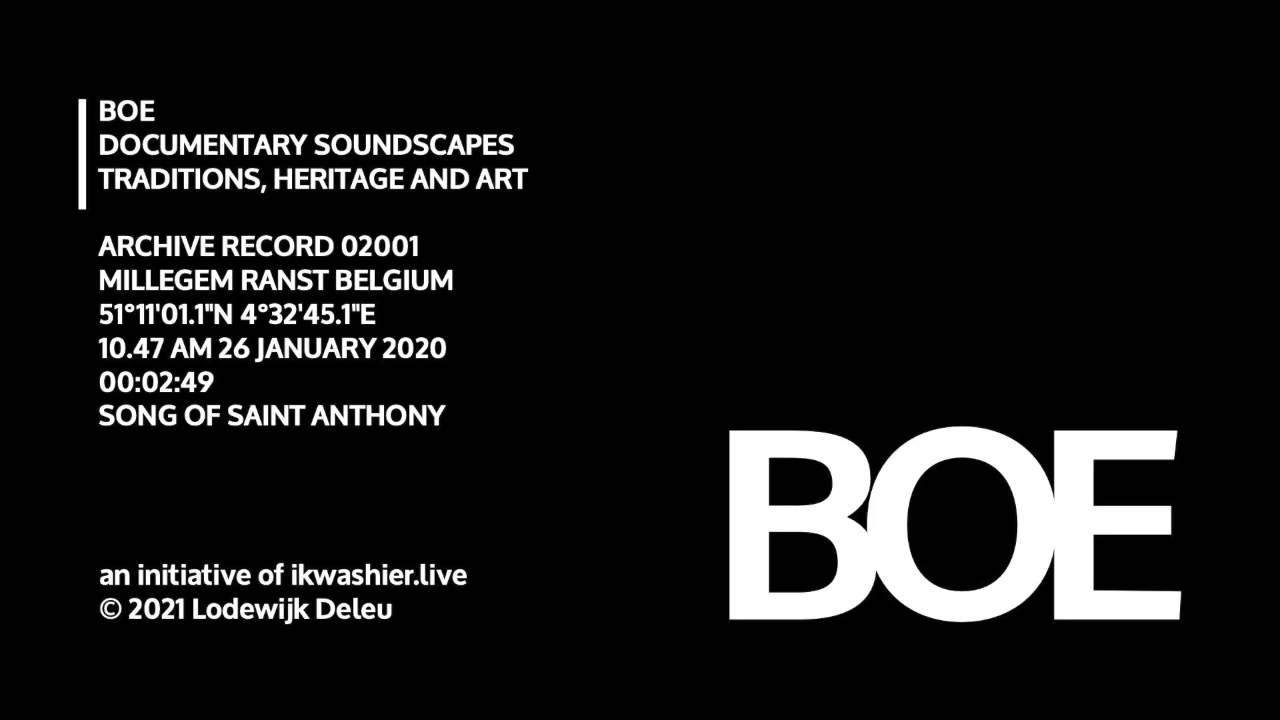 BOE
DOCUMENTARY SOUNDSCAPES
TRADITIONS, HERITAGE AND ART
ARCHIVE RECORD 02001
MILLEGEM RANST BELGIUM
51°11'01.1"N 4°32'45.1"E
10.47 AM 26 JANUARY 2020
00:02:49
SONG OF SAINT ANTHONY
an initiative of ikwashier.live
© 2021 Lodewijk Deleu
BOE